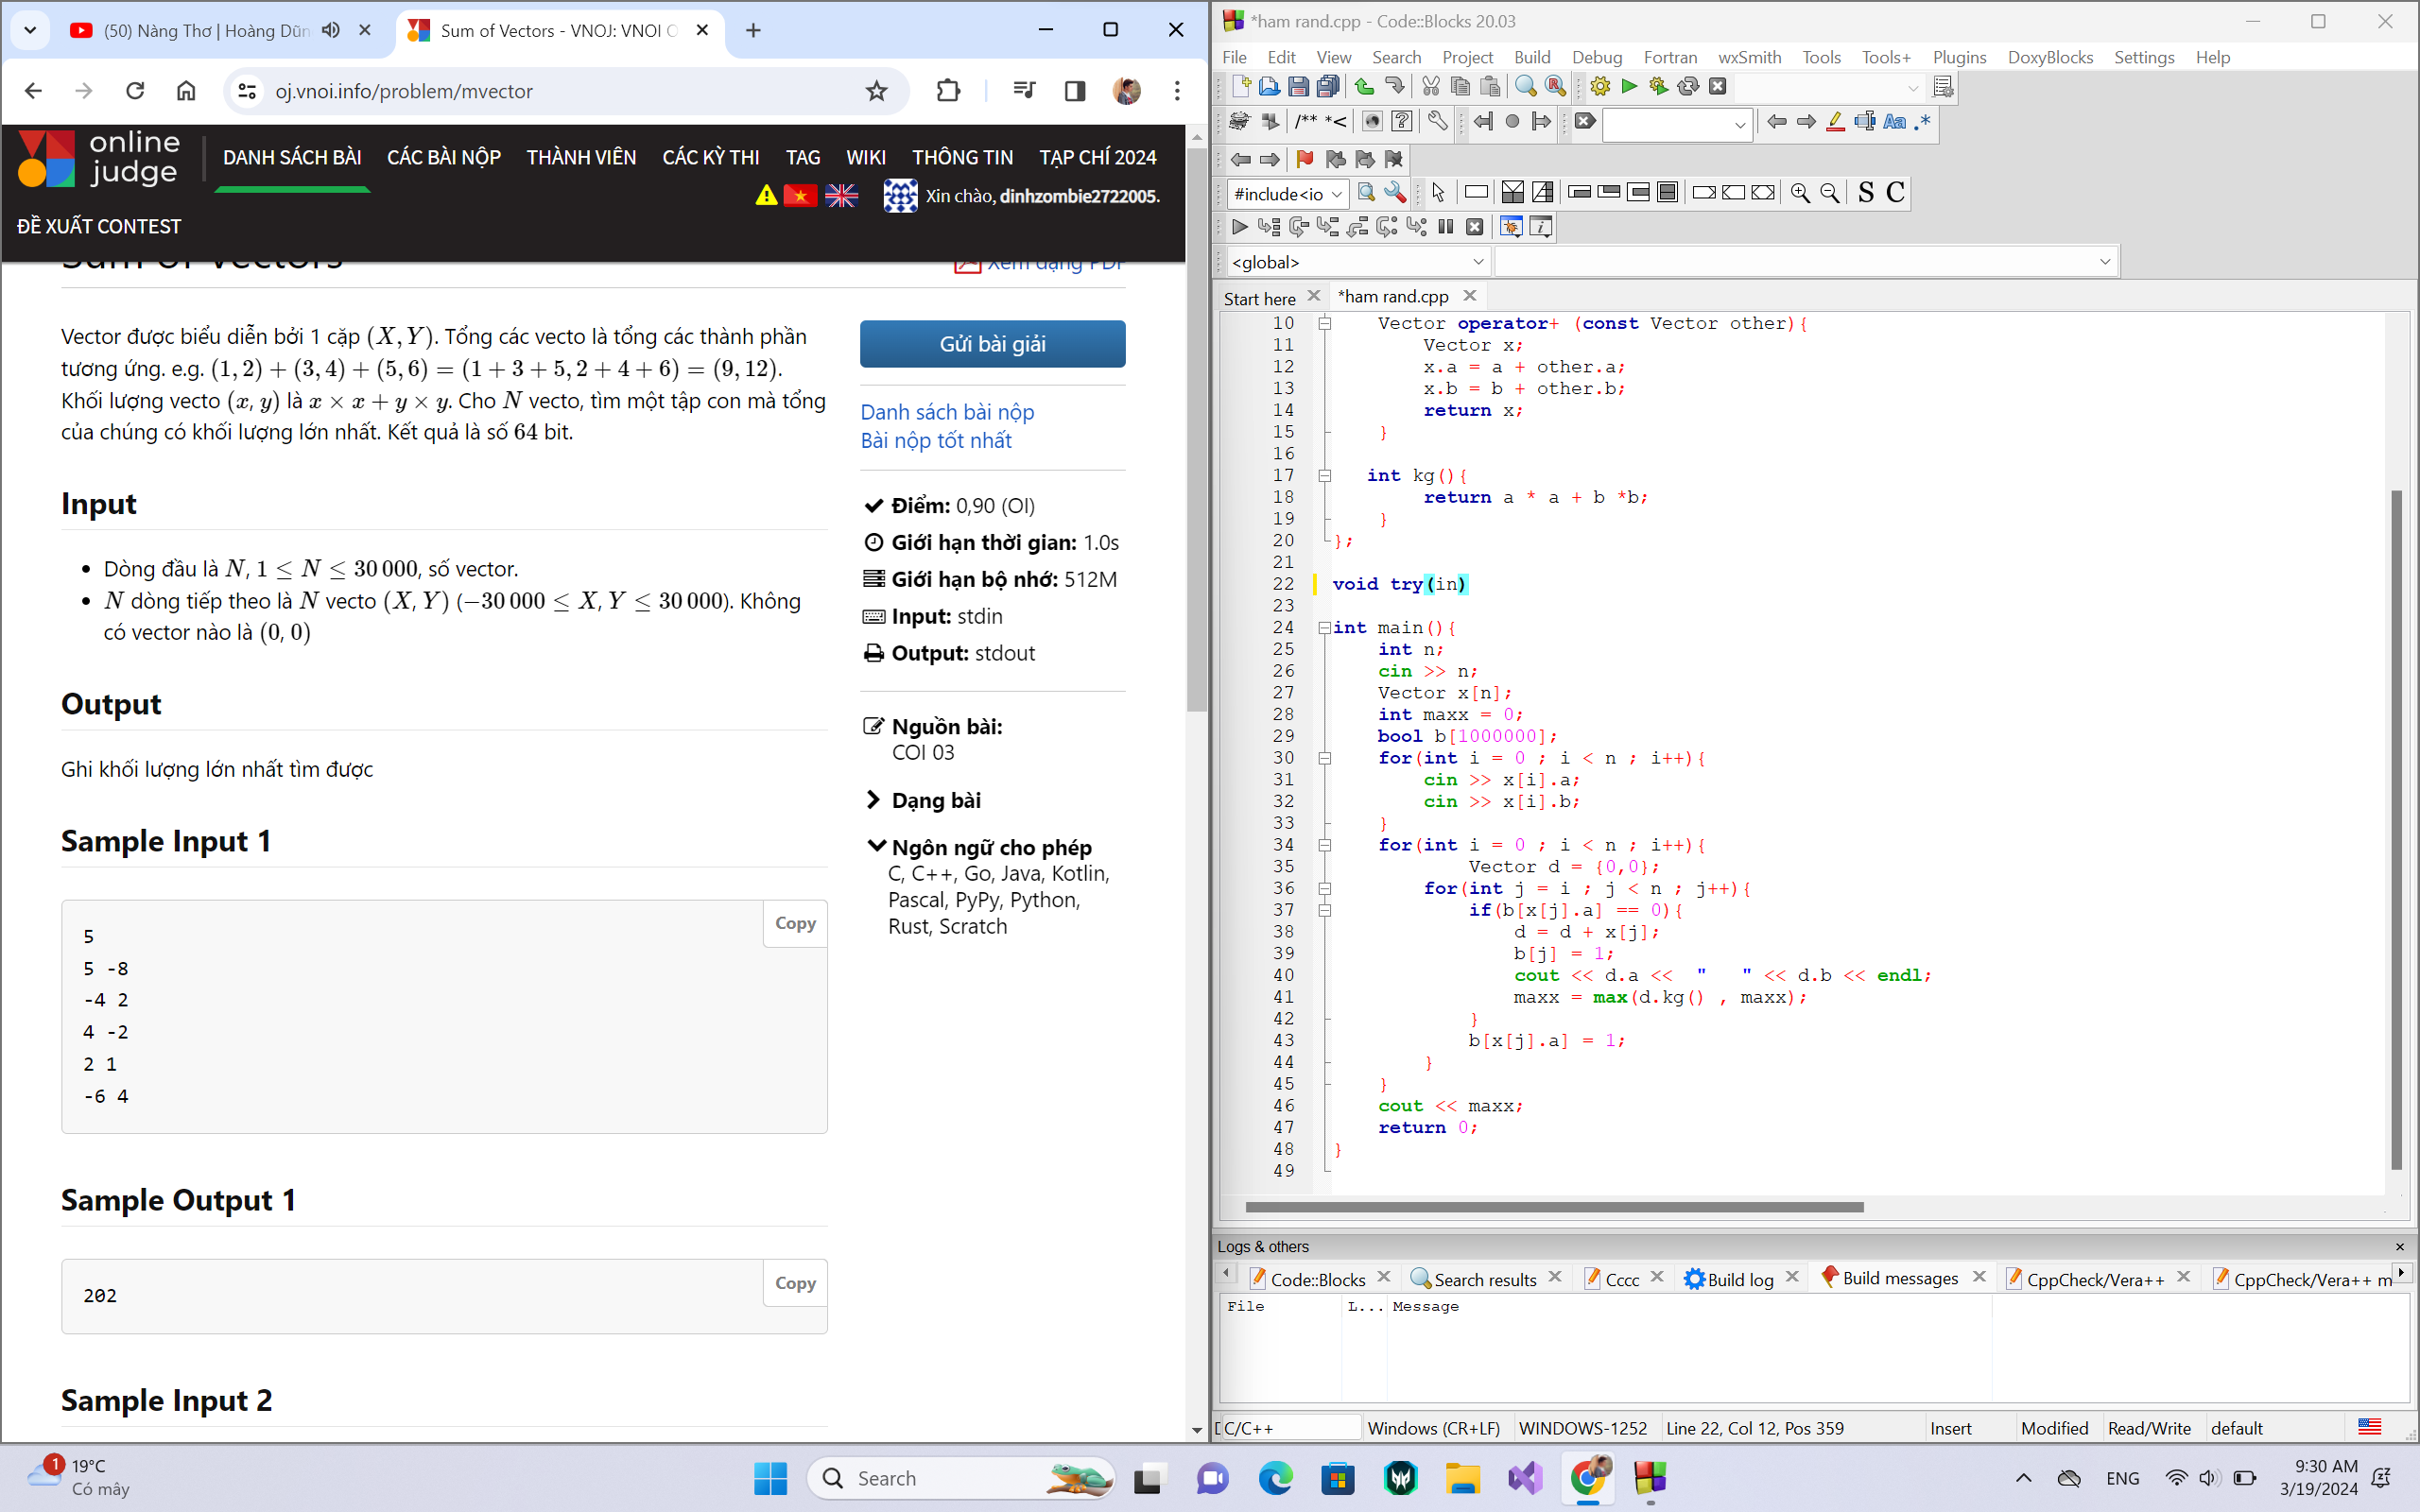 (50) Nàng Thơ | Hoàng Dũn
Sum of Vectors - VNOJ: VNOI O
oj.vnoi.info/problem/mvector
online judge
DANH SÁCH BÀI
CÁC BÀI NỘP
THÀNH VIÊN
CÁC KỲ THI
TAG
WIKI
THÔNG TIN
TẠP CHÍ 2024
Xin chào, dinhzombie2722005.
ĐỀ XUẤT CONTEST
Sum of Vectors
Xem dạng PDF
Vector được biểu diễn bởi 1 cặp (X, Y). Tổng các vecto là tổng các thành phần
tương ứng. e.g. (1, 2) + (3, 4) + (5, 6) = (1 + 3 + 5, 2 + 4 + 6) = (9, 12).
Khối lượng vecto (x, y) là x × x + y × y. Cho N vecto, tìm một tập con mà tổng
của chúng có khối lượng lớn nhất. Kết quả là số 64 bit.
Input
Dòng đầu là N, 1 ≤ N ≤ 30 000, số vector.
N dòng tiếp theo là N vecto (X, Y) (−30 000 ≤ X, Y ≤ 30 000). Không
có vector nào là (0, 0)
Output
Ghi khối lượng lớn nhất tìm được
Sample Input 1
Copy
5
5 -8
-4 2
4 -2
2 1
-6 4
Sample Output 1
Copy
202
Sample Input 2
Gửi bài giải
Danh sách bài nộp
Bài nộp tốt nhất
Điểm: 0,90 (OI)
Giới hạn thời gian: 1.0s
Giới hạn bộ nhớ: 512M
Input: stdin
Output: stdout
Nguồn bài:
COI 03
Dạng bài
Ngôn ngữ cho phép
C, C++, Go, Java, Kotlin,
Pascal, PyPy, Python,
Rust, Scratch
*ham rand.cpp - Code::Blocks 20.03
File Edit View Search Project Build Debug Fortran wxSmith Tools Tools+ Plugins DoxyBlocks Settings Help
/** *<
Aa .*
#include<io
S C
<global>
Start here
*ham rand.cpp
10 Vector operator+ (const Vector other){
11 Vector x;
12 x.a = a + other.a;
13 x.b = b + other.b;
14 return x;
15 }
16
17 int kg(){
18 return a * a + b *b;
19 }
20 };
21
22 void try(in)
23
24 int main(){
25 int n;
26 cin >> n;
27 Vector x[n];
28 int maxx = 0;
29 bool b[1000000];
30 for(int i = 0 ; i < n ; i++){
31 cin >> x[i].a;
32 cin >> x[i].b;
33 }
34 for(int i = 0 ; i < n ; i++){
35 Vector d = {0,0};
36 for(int j = i ; j < n ; j++){
37 if(b[x[j].a] == 0){
38 d = d + x[j];
39 b[j] = 1;
40 cout << d.a << "   " << d.b << endl;
41 maxx = max(d.kg() , maxx);
42 }
43 b[x[j].a] = 1;
44 }
45 }
46 cout << maxx;
47 return 0;
48 }
49
Logs & others
Code::Blocks
Search results
Cccc
Build log
Build messages
CppCheck/Vera++
CppCheck/Vera++ m
File L... Message
C/C++
Windows (CR+LF)
WINDOWS-1252
Line 22, Col 12, Pos 359
Insert
Modified
Read/Write
default
1
19°C
Có mây
Search
ENG
9:30 AM
3/19/2024